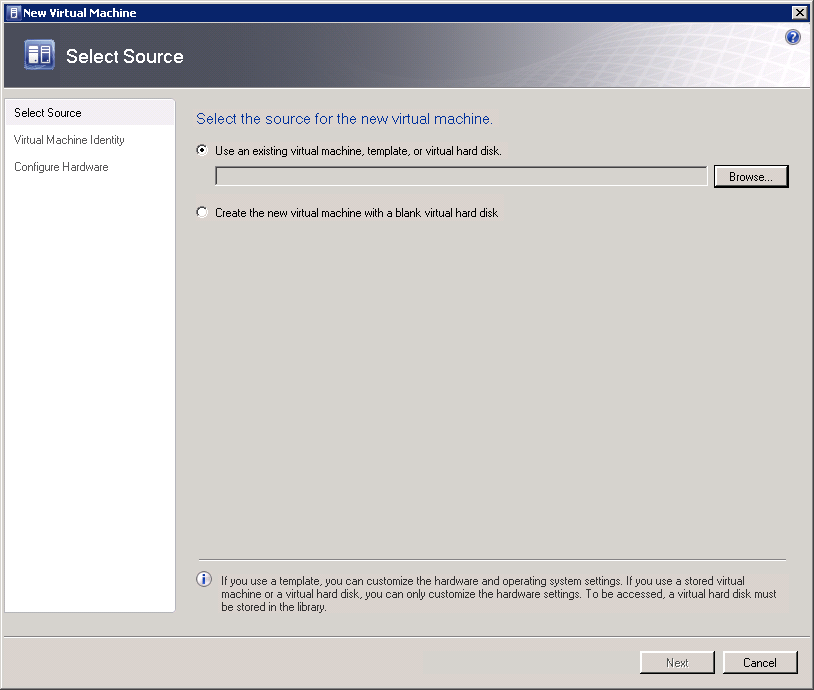 New Virtual Machine
Select Source
Select Source
Virtual Machine Identity
Configure Hardware
Select the source for the new virtual machine.
Use an existing virtual machine, template, or virtual hard disk.
Browse...
Create the new virtual machine with a blank virtual hard disk
If you use a template, you can customize the hardware and operating system settings. If you use a stored virtual
machine or a virtual hard disk, you can only customize the hardware settings. To be accessed, a virtual hard disk must
be stored in the library.
Next
Cancel